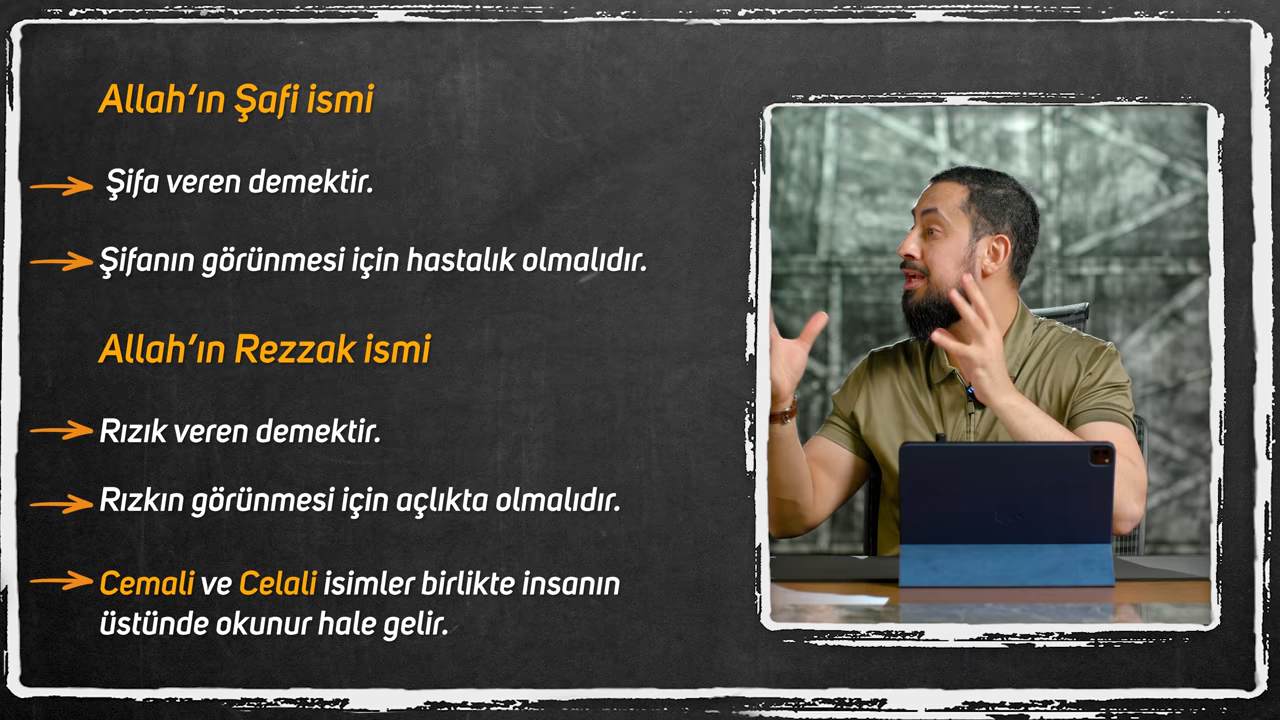 Allah’ın Şafi ismi
Şifa veren demektir.
Şifanın görünmesi için hastalık olmalıdır.
Allah’ın Rezzak ismi
Rızık veren demektir.
Rızkın görünmesi için açlıkta olmalıdır.
Cemali ve Celali isimler birlikte insanın
üstünde okunur hale gelir.